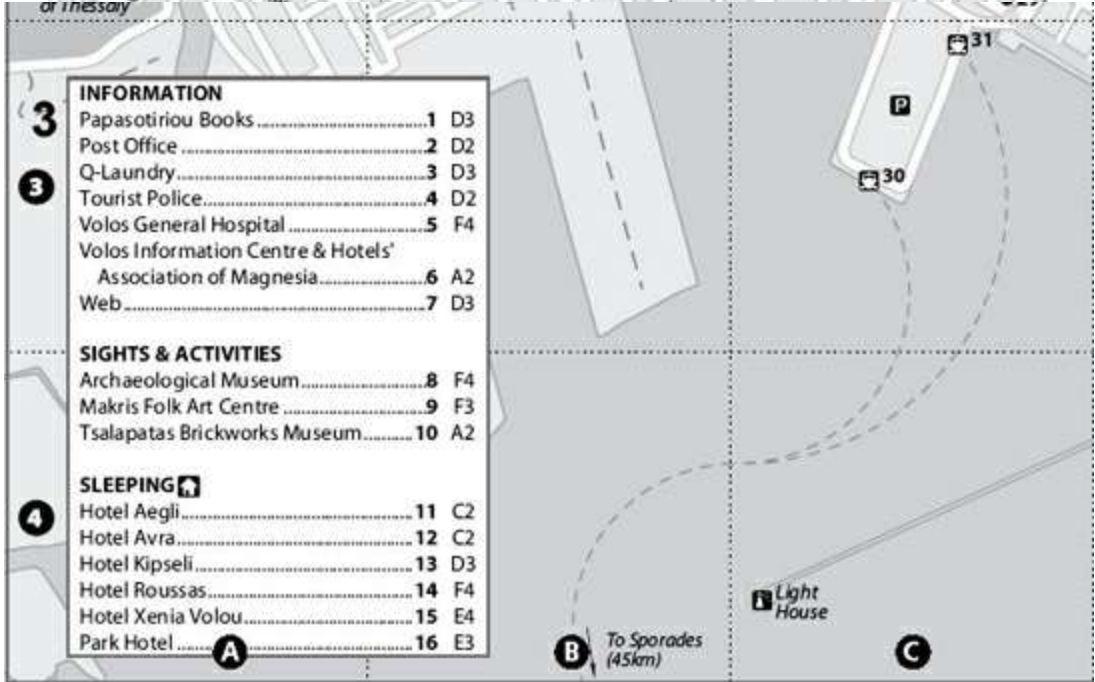 of Thessaly
31
P
30
3
3
INFORMATION
Papasotiriou Books 1 D3
Post Office 2 D2
Q-Laundry 3 D3
Tourist Police 4 D2
Volos General Hospital 5 F4
Volos Information Centre & Hotels'
Association of Magnesia 6 A2
Web 7 D3
SIGHTS & ACTIVITIES
Archaeological Museum 8 F4
Makris Folk Art Centre 9 F3
Tsalapatas Brickworks Museum 10 A2
4
SLEEPING
Hotel Aegli 11 C2
Hotel Avra 12 C2
Hotel Kipseli 13 D3
Hotel Roussas 14 F4
Hotel Xenia Volou 15 E4
Park Hotel 16 E3
Light
House
To Sporades
(45km)
A
B
C